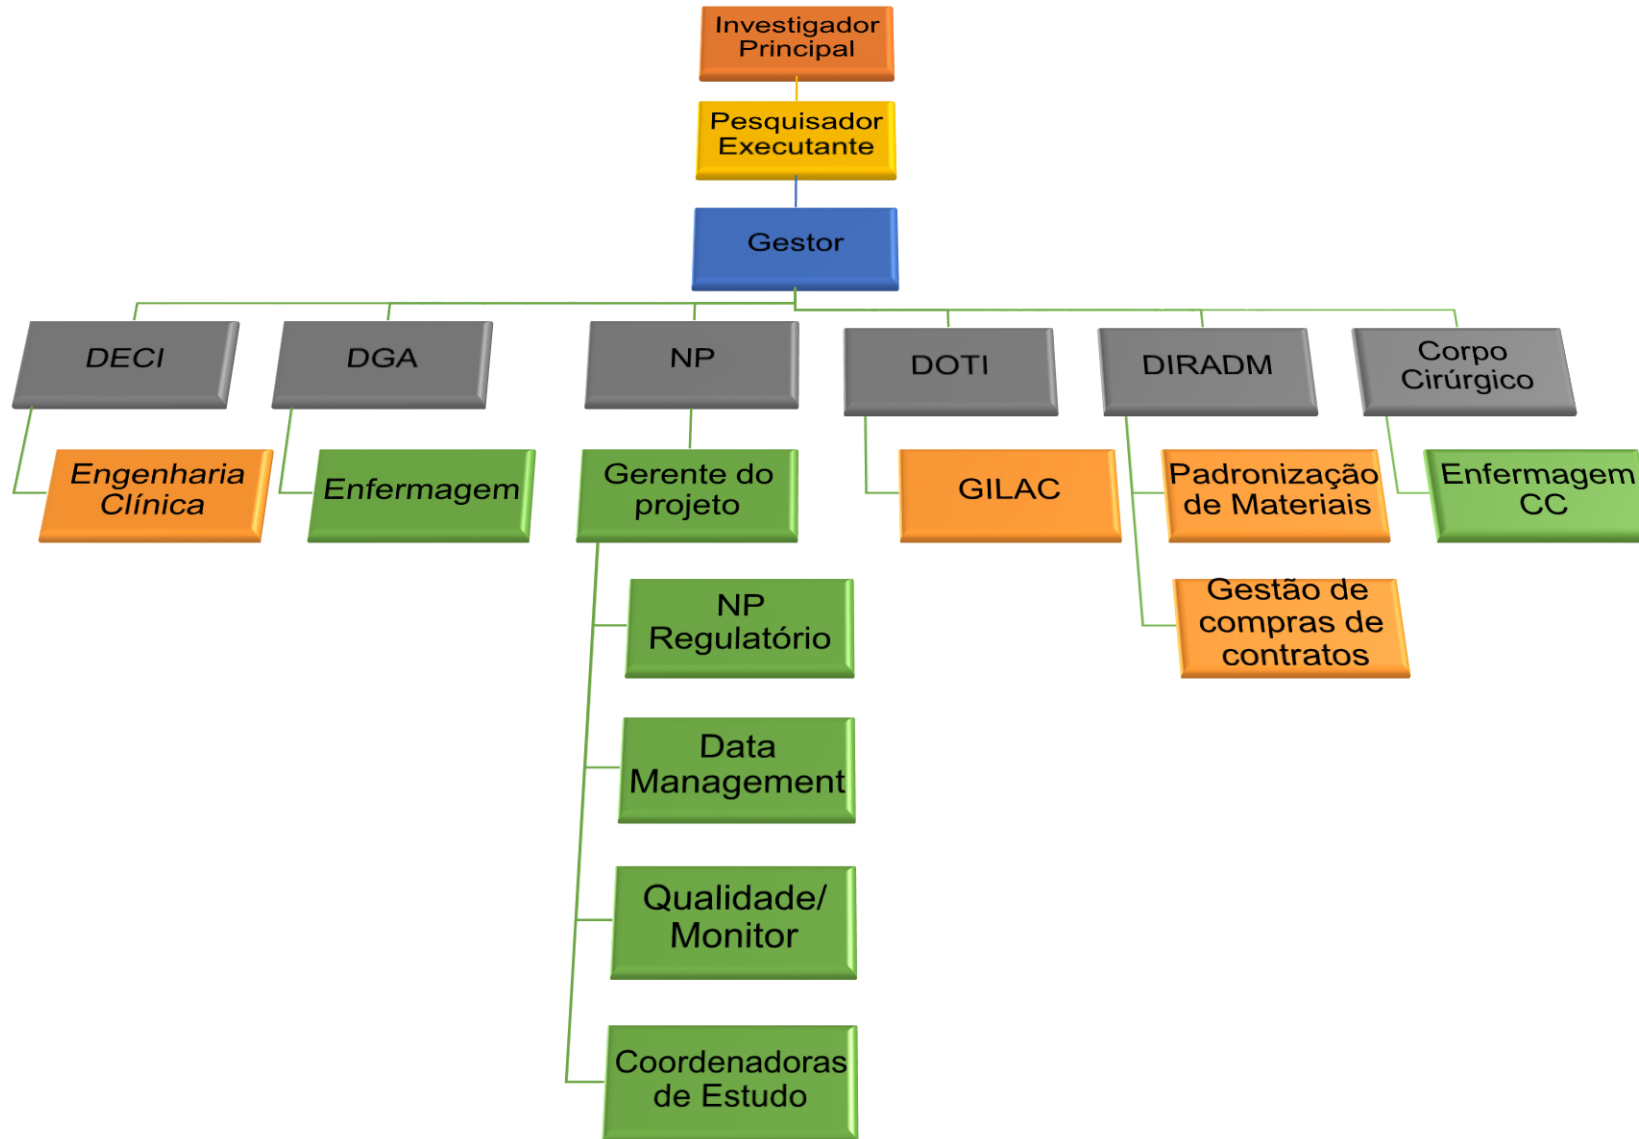 Investigador
Principal
Pesquisador
Executante
Gestor
DECI
DGA
NP
DOTI
DIRADM
Corpo
Cirúrgico
Engenharia
Clínica
Enfermagem
Gerente do
projeto
GILAC
Padronização
de Materiais
Enfermagem
CC
NP
Regulatório
Gestão de
compras de
contratos
Data
Management
Qualidade/
Monitor
Coordenadoras
de Estudo